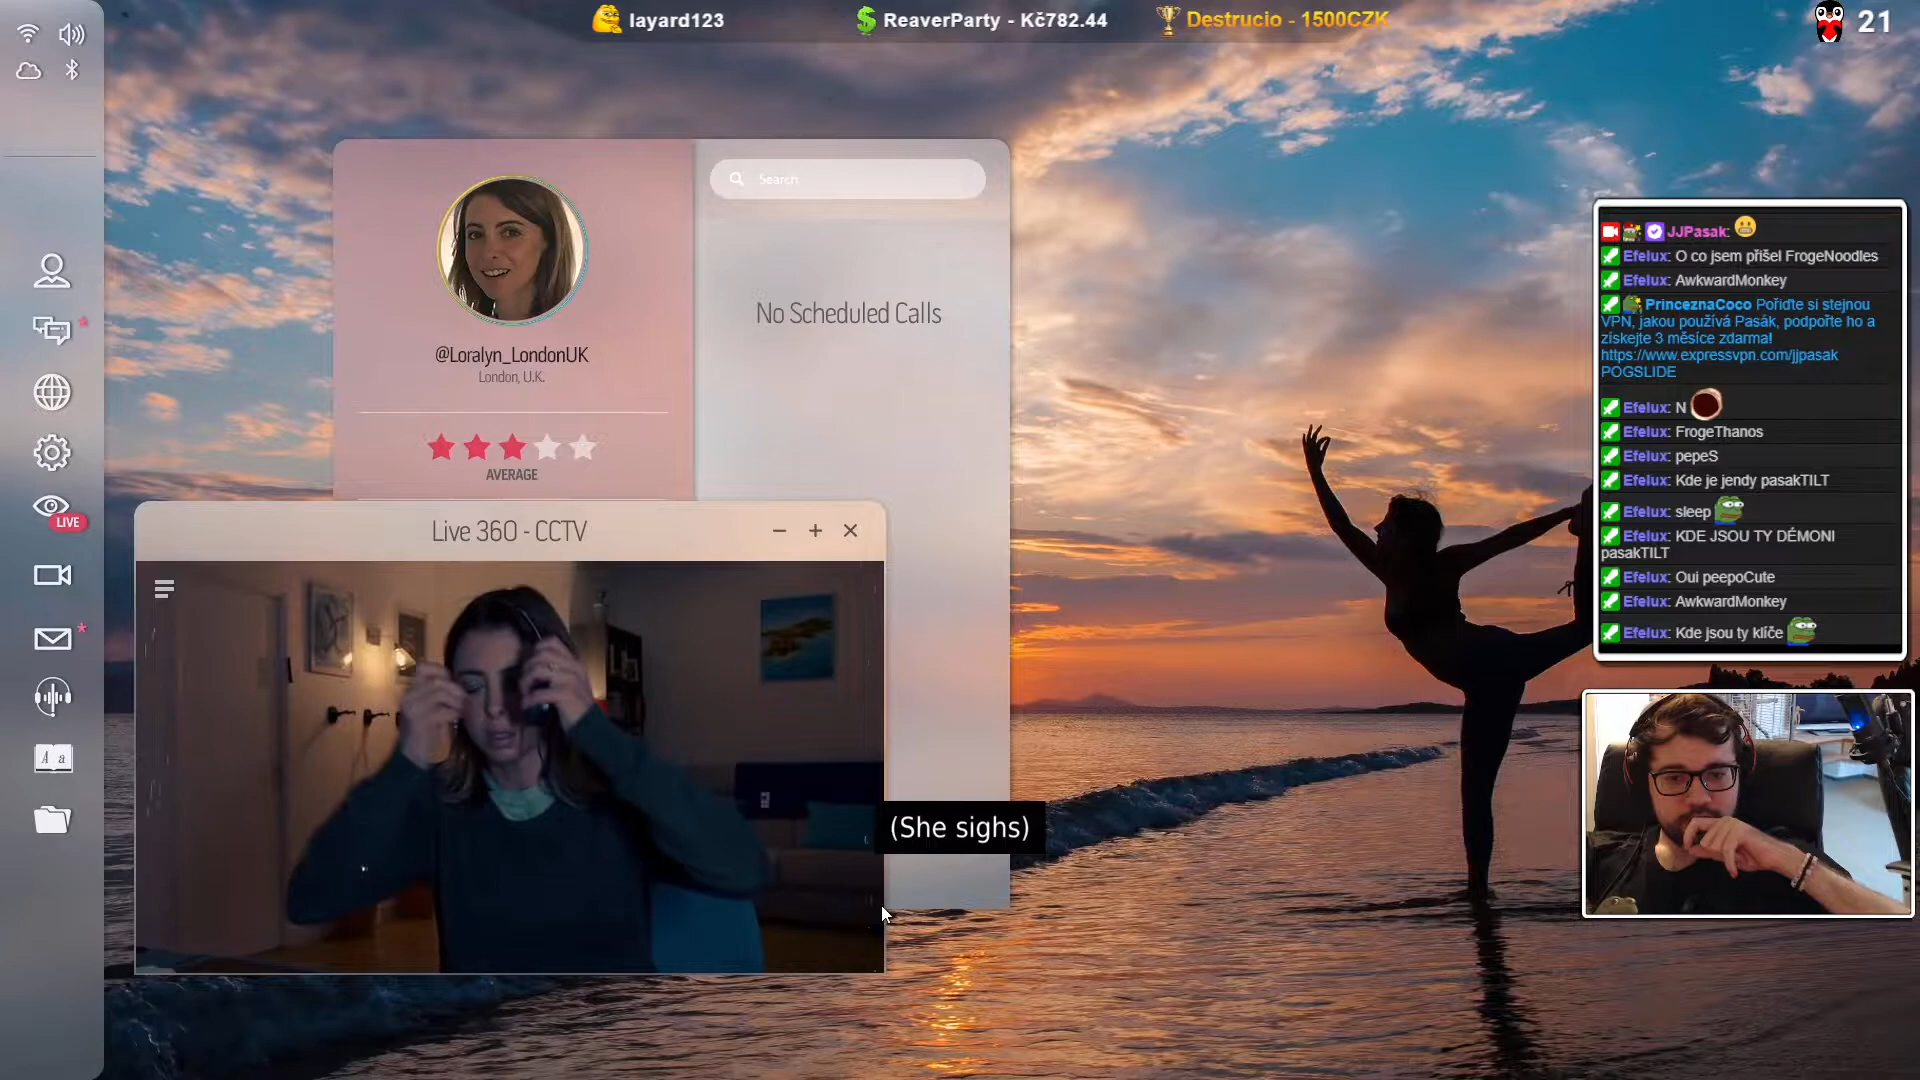 layard123
ReaverParty - Kč782.44
Destrucio - 1500CZK
21
Search
No Scheduled Calls
@Loralyn_LondonUK
London, U.K.
AVERAGE
LIVE
Live 360 - CCTV
A a
(She sighs)
JJPasak:
Efelux: O co jsem přišel FrogeNoodles
Efelux: AwkwardMonkey
PrinceznaCoco Pořiďte si stejnou
VPN, jakou používá Pasák, podpořte ho a
získejte 3 měsíce zdarma!
https://www.expressvpn.com/jjpasak
POGSLIDE
Efelux: N
Efelux: FrogeThanos
Efelux: pepeS
Efelux: Kde je jendy pasakTILT
Efelux: sleep
Efelux: KDE JSOU TY DÉMONI
pasakTILT
Efelux: Oui peepoCute
Efelux: AwkwardMonkey
Efelux: Kde jsou ty klíče